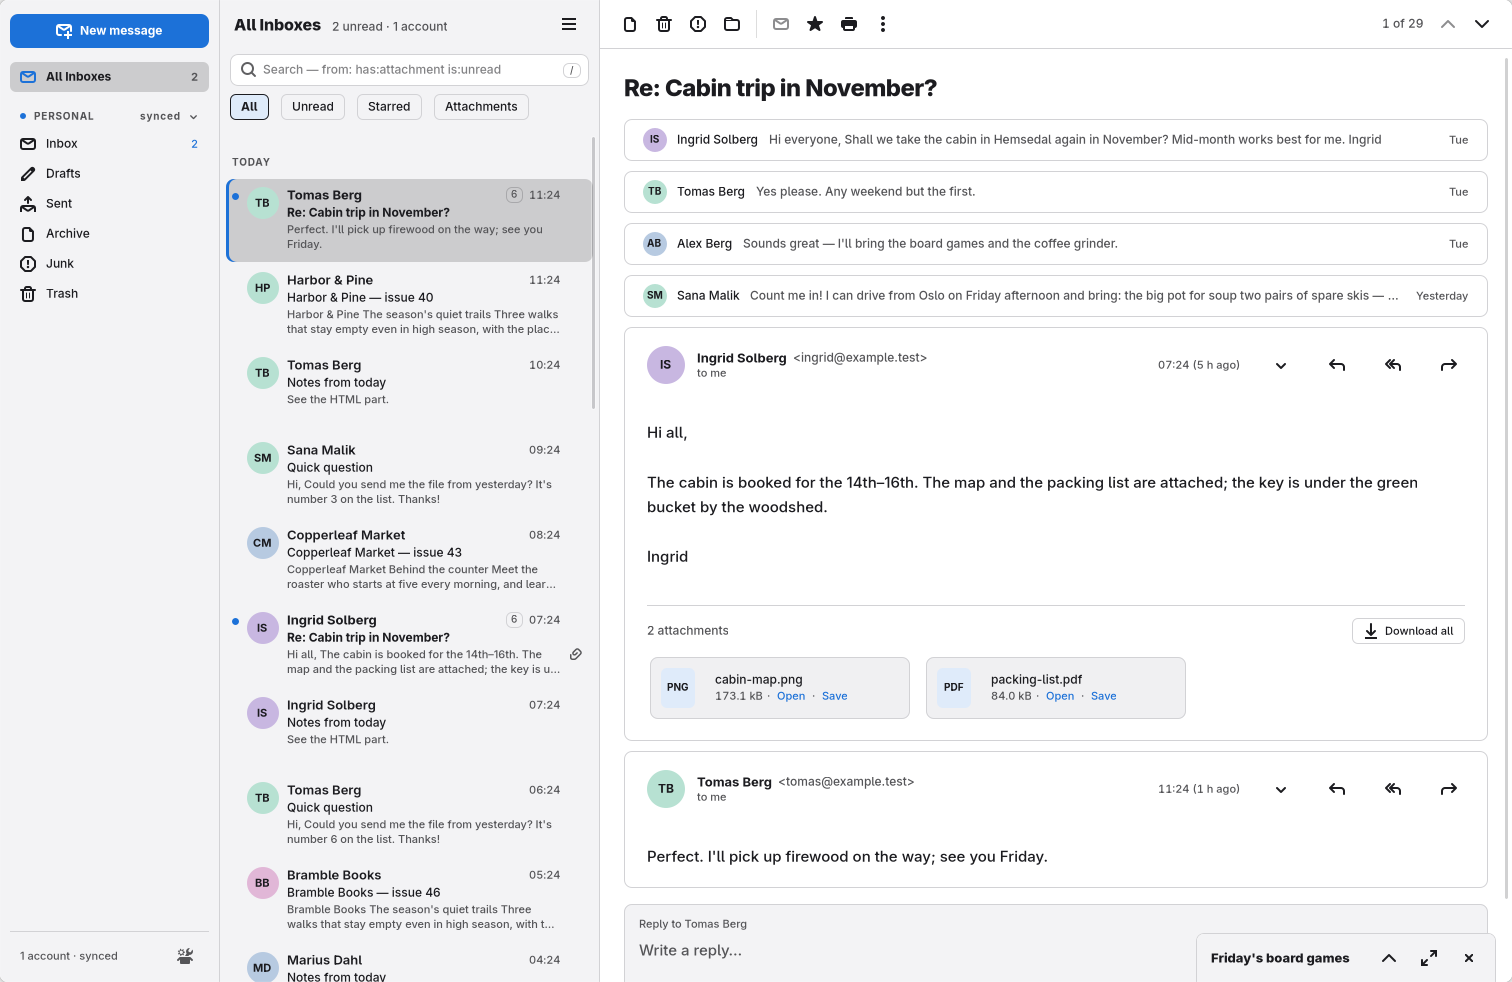 New message
All Inboxes 2
PERSONAL synced
Inbox 2
Drafts
Sent
Archive
Junk
Trash
1 account · synced
All Inboxes 2 unread · 1 account
Search — from: has:attachment is:unread /
All Unread Starred Attachments
TODAY
TB Tomas Berg 6 11:24
Re: Cabin trip in November?
Perfect. I'll pick up firewood on the way; see you
Friday.
HP Harbor & Pine 11:24
Harbor & Pine — issue 40
Harbor & Pine The season's quiet trails Three walks
that stay empty even in high season, with the plac...
TB Tomas Berg 10:24
Notes from today
See the HTML part.
SM Sana Malik 09:24
Quick question
Hi, Could you send me the file from yesterday? It's
number 3 on the list. Thanks!
CM Copperleaf Market 08:24
Copperleaf Market — issue 43
Copperleaf Market Behind the counter Meet the
roaster who starts at five every morning, and lear...
IS Ingrid Solberg 6 07:24
Re: Cabin trip in November?
Hi all, The cabin is booked for the 14th–16th. The
map and the packing list are attached; the key is u...
IS Ingrid Solberg 07:24
Notes from today
See the HTML part.
TB Tomas Berg 06:24
Quick question
Hi, Could you send me the file from yesterday? It's
number 6 on the list. Thanks!
BB Bramble Books 05:24
Bramble Books — issue 46
Bramble Books The season's quiet trails Three
walks that stay empty even in high season, with t...
MD Marius Dahl 04:24
Notes from today
1 of 29
Re: Cabin trip in November?
IS Ingrid Solberg Hi everyone, Shall we take the cabin in Hemsedal again in November? Mid-month works best for me. Ingrid Tue
TB Tomas Berg Yes please. Any weekend but the first. Tue
AB Alex Berg Sounds great — I'll bring the board games and the coffee grinder. Tue
SM Sana Malik Count me in! I can drive from Oslo on Friday afternoon and bring: the big pot for soup two pairs of spare skis — ... Yesterday
IS Ingrid Solberg <ingrid@example.test> 07:24 (5 h ago)
to me
Hi all,
The cabin is booked for the 14th–16th. The map and the packing list are attached; the key is under the green
bucket by the woodshed.
Ingrid
2 attachments Download all
PNG cabin-map.png
173.1 kB · Open · Save
PDF packing-list.pdf
84.0 kB · Open · Save
TB Tomas Berg <tomas@example.test> 11:24 (1 h ago)
to me
Perfect. I'll pick up firewood on the way; see you Friday.
Reply to Tomas Berg
Write a reply...
Friday's board games